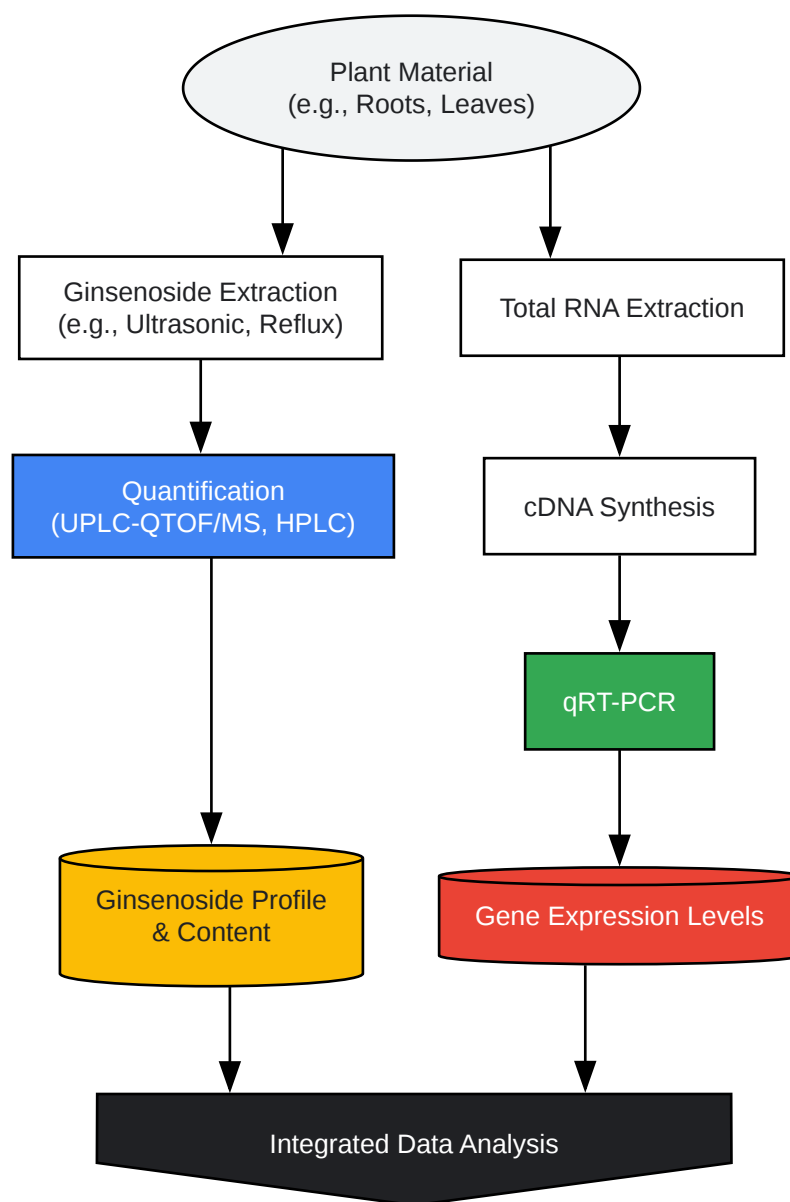 Plant Material
(e.g., Roots, Leaves)
Ginsenoside Extraction
(e.g., Ultrasonic, Reflux)
Total RNA Extraction
Quantification
(UPLC-QTOF/MS, HPLC)
cDNA Synthesis
qRT-PCR
Ginsenoside Profile
& Content
Gene Expression Levels
Integrated Data Analysis